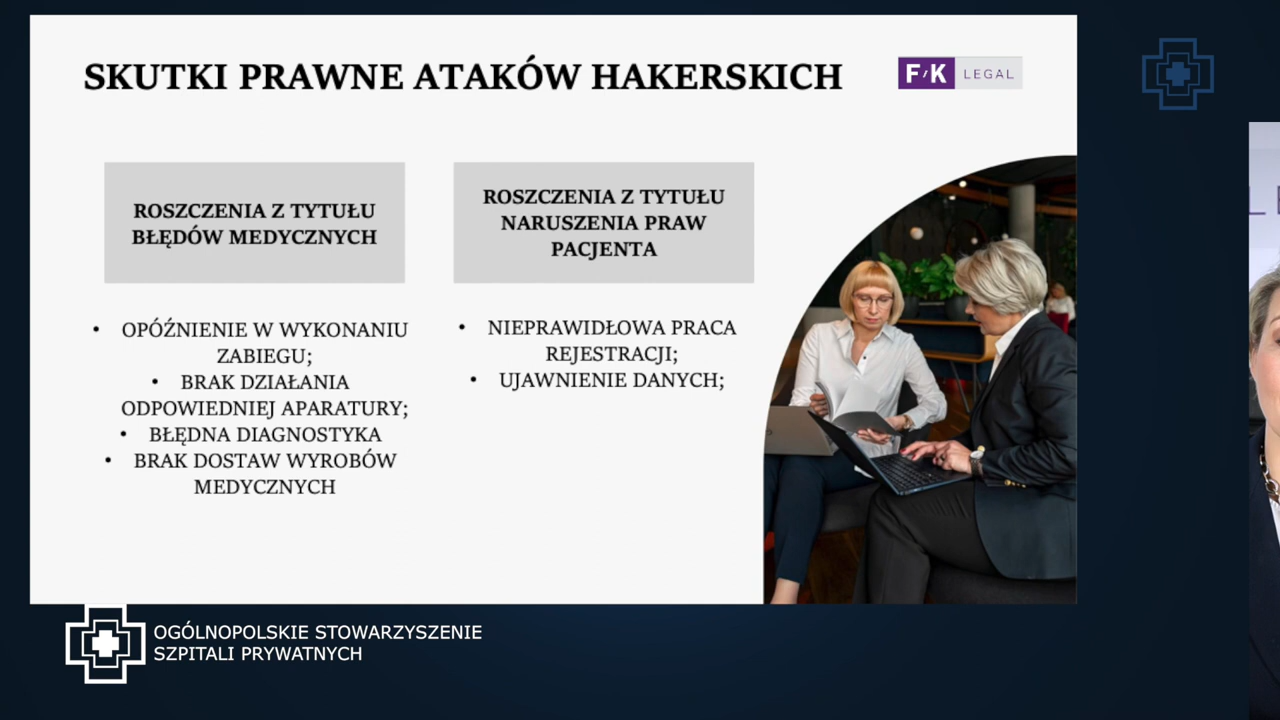 SKUTKI PRAWNE ATAKÓW HAKERSKICH
F/K LEGAL
ROSZCZENIA Z TYTUŁU
BŁĘDÓW MEDYCZNYCH
• OPÓŹNIENIE W WYKONANIU
ZABIEGU;
• BRAK DZIAŁANIA
ODPOWIEDNIEJ APARATURY;
• BŁĘDNA DIAGNOSTYKA
• BRAK DOSTAW WYROBÓW
MEDYCZNYCH
ROSZCZENIA Z TYTUŁU
NARUSZENIA PRAW
PACJENTA
• NIEPRAWIDŁOWA PRACA
REJESTRACJI;
• UJAWNIENIE DANYCH;
OGÓLNOPOLSKIE STOWARZYSZENIE
SZPITALI PRYWATNYCH